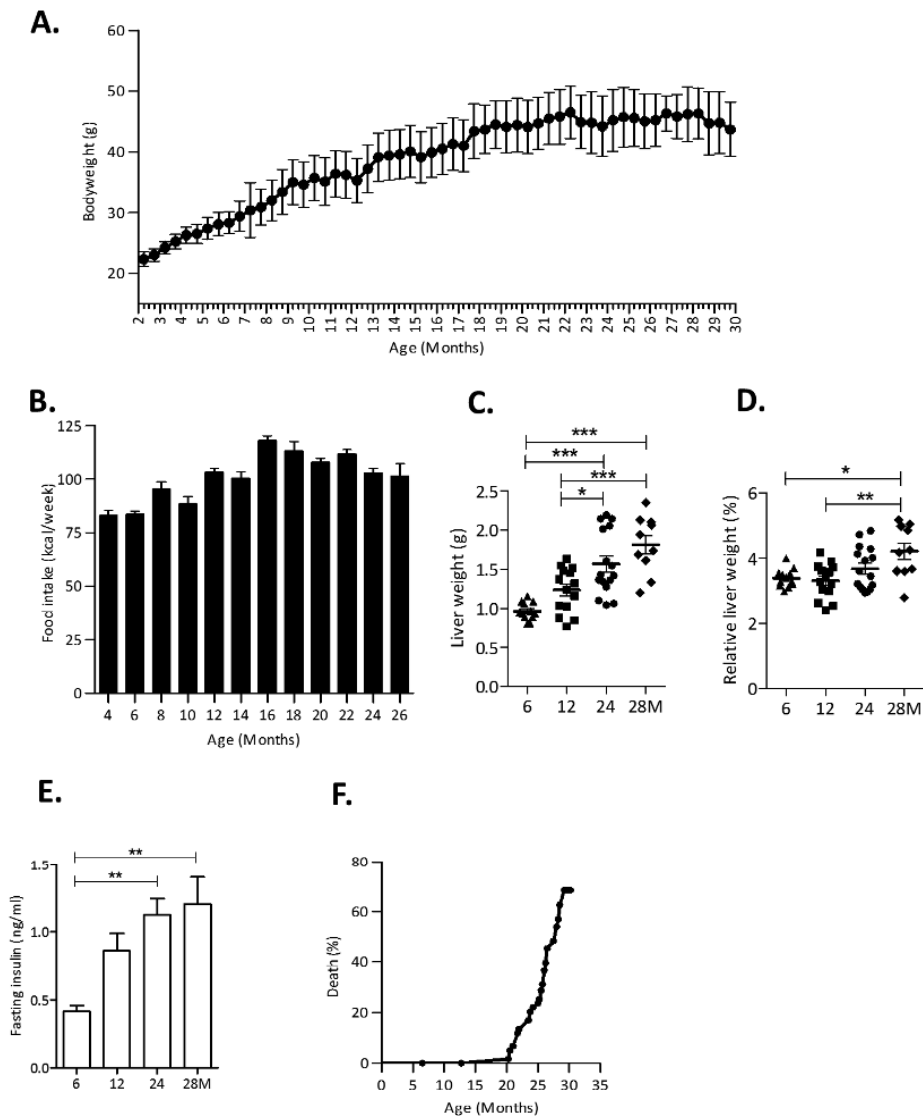 A.
60
50
40
30
20
Bodyweight (g)
2 3 4 5 6 7 8 9 10 11 12 13 14 15 16 17 18 19 20 21 22 23 24 25 26 27 28 29 30
Age (Months)
B.
125
100
75
50
25
0
Food intake (kcal/week)
4 6 8 10 12 14 16 18 20 22 24 26
Age (Months)
C.
***
***
***
*
2.5
2.0
1.5
1.0
0.5
0.0
Liver weight (g)
6 12 24 28M
D.
*
**
6
4
2
0
Relative liver weight (%)
6 12 24 28M
E.
**
**
1.5
1.0
0.5
0.0
Fasting insulin (ng/ml)
6 12 24 28M
F.
80
60
40
20
0
Death (%)
0 5 10 15 20 25 30 35
Age (Months)